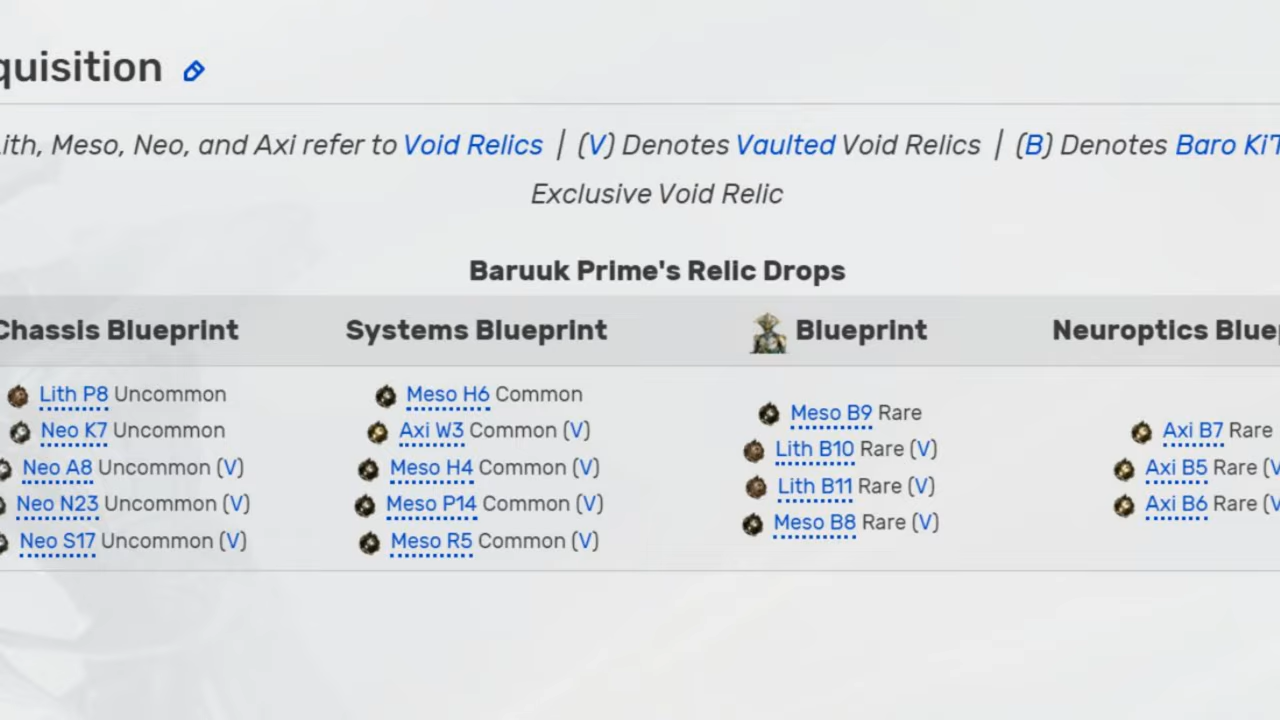 quisition
ith, Meso, Neo, and Axi refer to Void Relics | (V) Denotes Vaulted Void Relics | (B) Denotes Baro Ki'T
Exclusive Void Relic
Baruuk Prime's Relic Drops
Chassis Blueprint Systems Blueprint Blueprint Neuroptics Bluep
Lith P8 Uncommon
Neo K7 Uncommon
Neo A8 Uncommon (V)
Neo N23 Uncommon (V)
Neo S17 Uncommon (V)
Meso H6 Common
Axi W3 Common (V)
Meso H4 Common (V)
Meso P14 Common (V)
Meso R5 Common (V)
Meso B9 Rare
Lith B10 Rare (V)
Lith B11 Rare (V)
Meso B8 Rare (V)
Axi B7 Rare
Axi B5 Rare (V
Axi B6 Rare (V